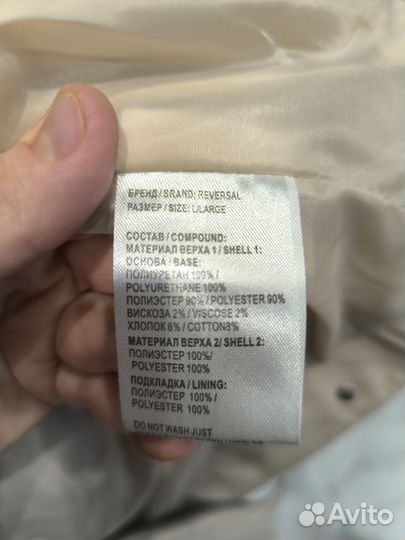 БРЕНД / BRAND: REVERSAL
РАЗМЕР / SIZE: L/LARGE
СОСТАВ / COMPOUND:
МАТЕРИАЛ ВЕРХА 1 / SHELL 1:
ОСНОВА / BASE:
ПОЛИУРЕТАН 100% /
POLYURETHANE 100%
ПОЛИЭСТЕР 90% / POLYESTER 90%
ВИСКОЗА 2% / VISCOSE 2%
ХЛОПОК 8% / COTTON8%
МАТЕРИАЛ ВЕРХА 2/ SHELL 2:
ПОЛИЭСТЕР 100%/
POLYESTER 100%
ПОДКЛАДКА / LINING:
ПОЛИЭСТЕР 100% /
POLYESTER 100%
DO NOT WASH JUST
Avito